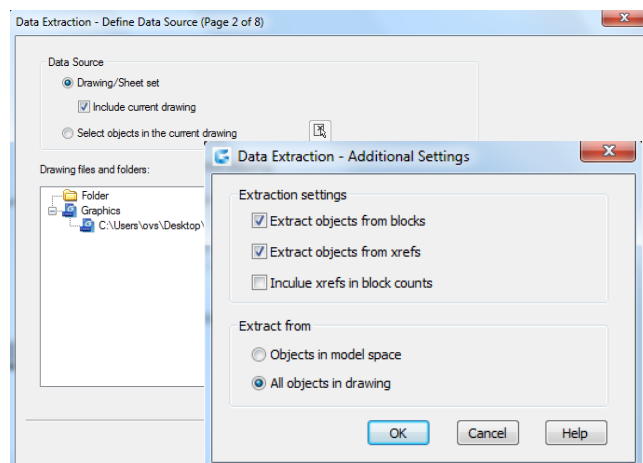 Data Extraction - Define Data Source (Page 2 of 8)
Data Source
Drawing/Sheet set
Include current drawing
Select objects in the current drawing
Drawing files and folders:
Folder
Graphics
C:\Users\ovs\Desktop\
Data Extraction - Additional Settings
Extraction settings
Extract objects from blocks
Extract objects from xrefs
Inculue xrefs in block counts
Extract from
Objects in model space
All objects in drawing
OK Cancel Help